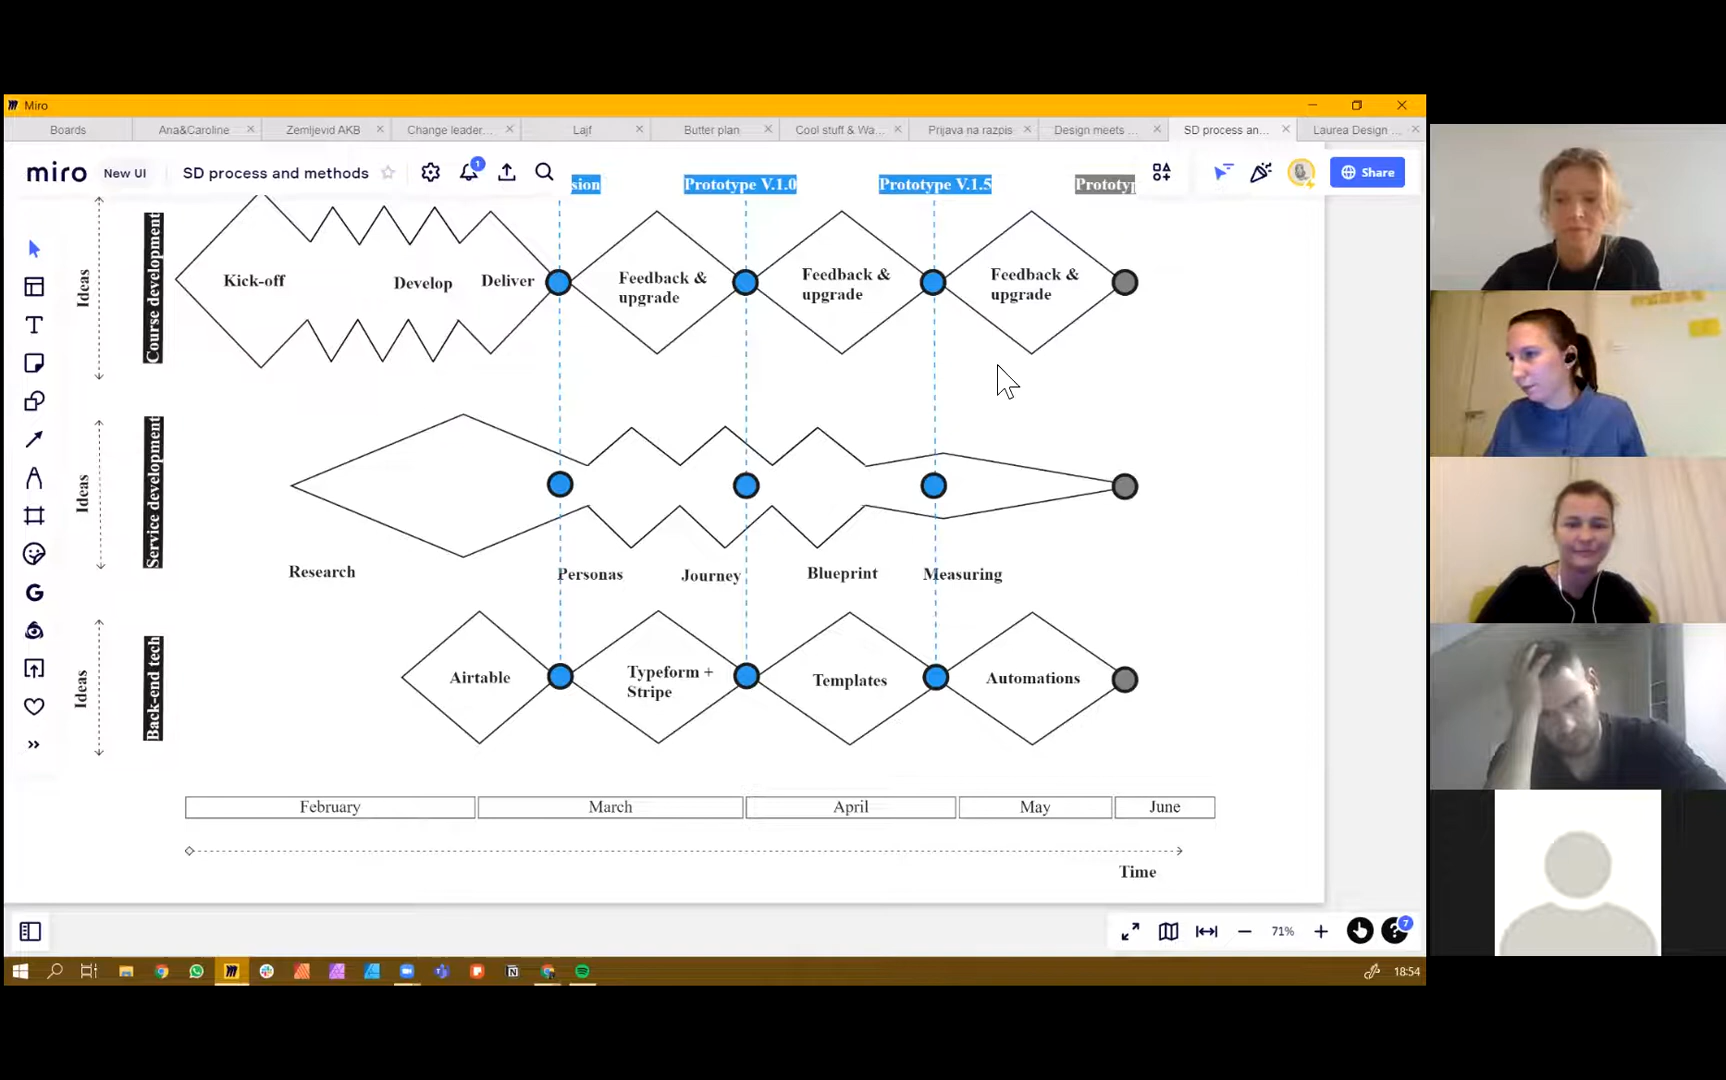 Miro
Boards
Ana&Caroline
Zemljevid AKB
Change leader...
Lajf
Butter plan
Cool stuff & Wa...
Prijava na razpis
Design meets ...
SD process an...
Laurea Design ...
miro
New UI
SD process and methods
1
sion
Prototype V.1.0
Prototype V.1.5
Prototyp
Share
Ideas
Course development
Kick-off
Develop
Deliver
Feedback &
upgrade
Feedback &
upgrade
Feedback &
upgrade
Ideas
Service development
Research
Personas
Journey
Blueprint
Measuring
Ideas
Back-end tech
Airtable
Typeform +
Stripe
Templates
Automations
February
March
April
May
June
Time
71%
7
18:54